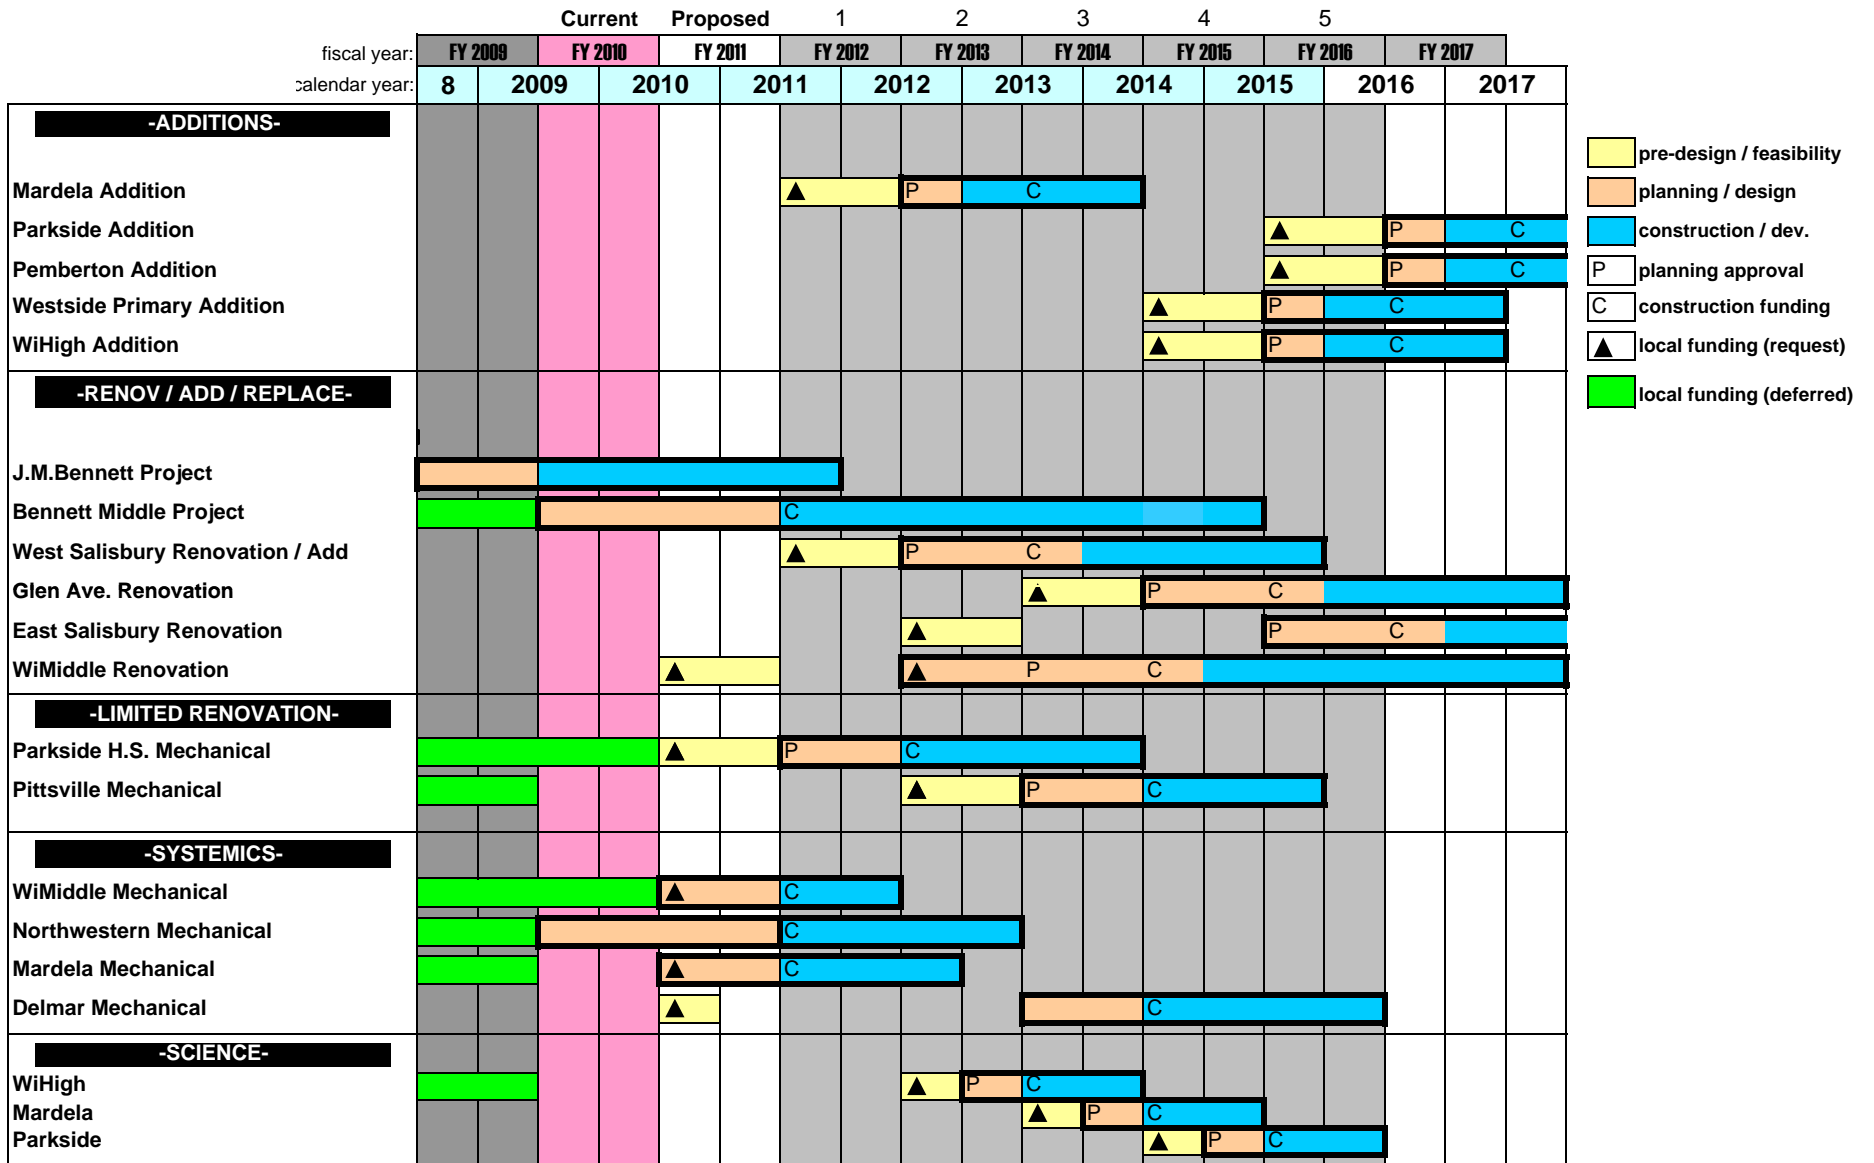 Current Proposed 1 2 3 4 5
fiscal year: FY 2009 FY 2010 FY 2011 FY 2012 FY 2013 FY 2014 FY 2015 FY 2016 FY 2017
calendar year: 8 2009 2010 2011 2012 2013 2014 2015 2016 2017
-ADDITIONS-
pre-design / feasibility
Mardela Addition ▲ P C
planning / design
Parkside Addition ▲ P C
construction / dev.
Pemberton Addition ▲ P C
P planning approval
Westside Primary Addition ▲ P C
C construction funding
WiHigh Addition ▲ P C
▲ local funding (request)
-RENOV / ADD / REPLACE-
local funding (deferred)
J.M.Bennett Project
Bennett Middle Project C
West Salisbury Renovation / Add ▲ P C
Glen Ave. Renovation ▲ P C
East Salisbury Renovation ▲ P C
WiMiddle Renovation ▲ ▲ P C
-LIMITED RENOVATION-
Parkside H.S. Mechanical ▲ P C
Pittsville Mechanical ▲ P C
-SYSTEMICS-
WiMiddle Mechanical ▲ C
Northwestern Mechanical C
Mardela Mechanical ▲ C
Delmar Mechanical ▲ C
-SCIENCE-
WiHigh ▲ P C
Mardela ▲ P C
Parkside ▲ P C